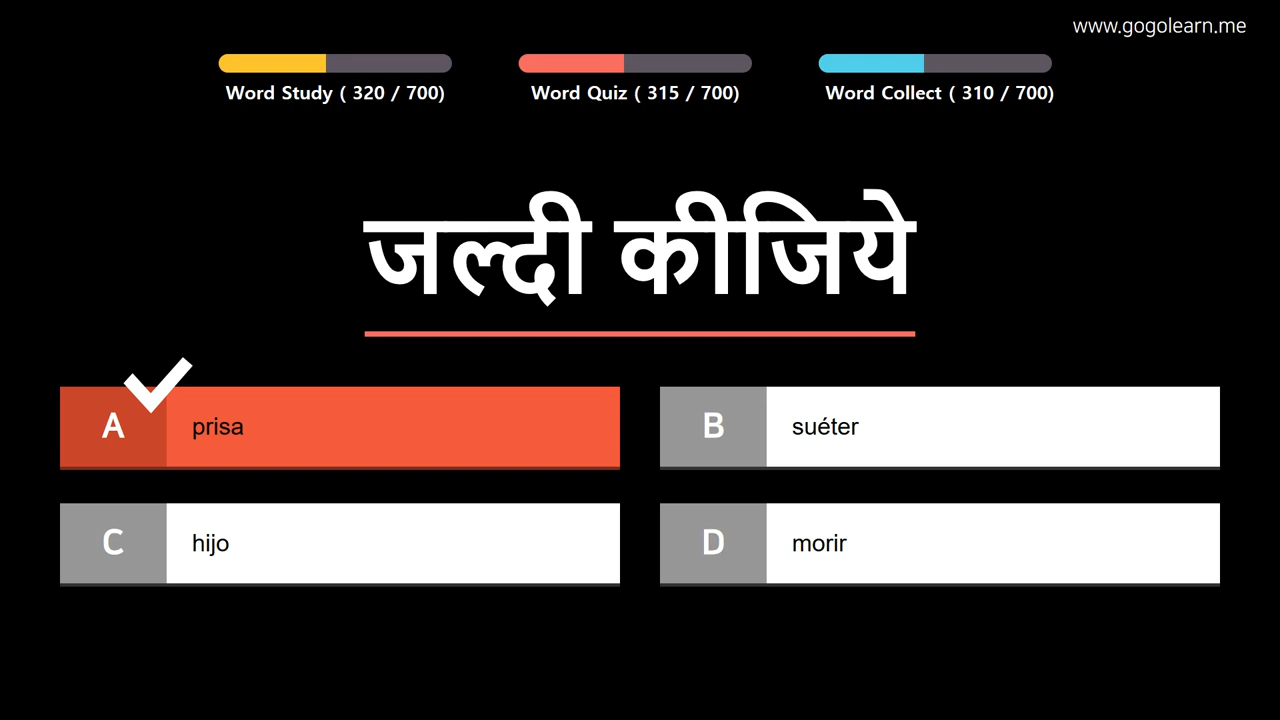 www.gogolearn.me
Word Study ( 320 / 700)
Word Quiz ( 315 / 700)
Word Collect ( 310 / 700)
जल्दी कीजिये
A prisa
B suéter
C hijo
D morir